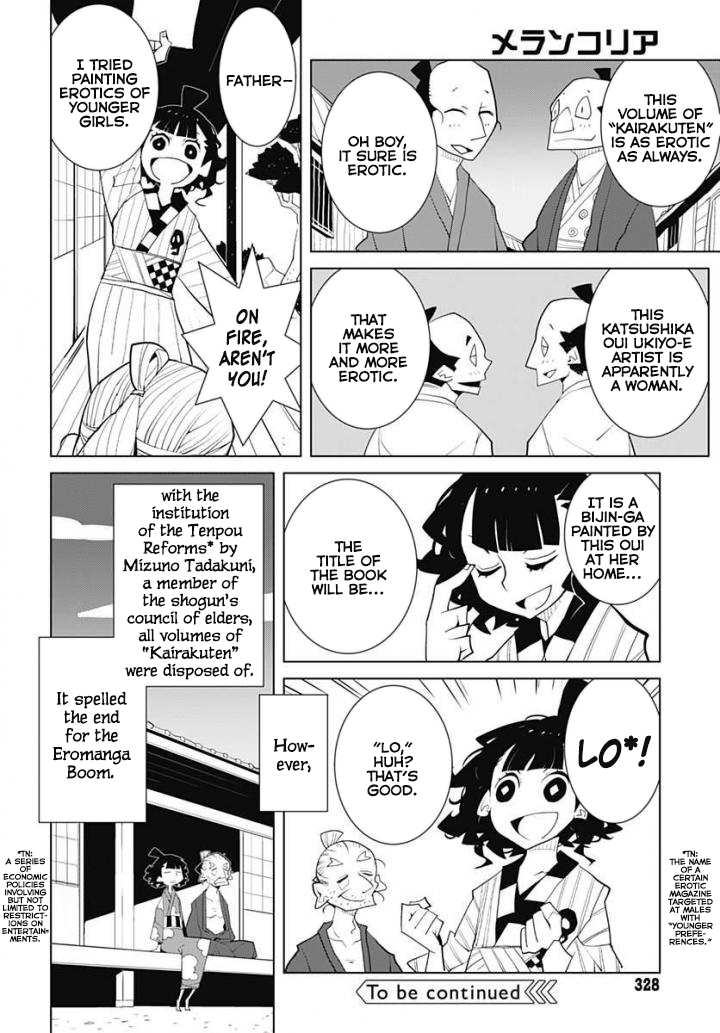 メランコリア
THIS
VOLUME OF
"KAIRAKUTEN"
IS AS EROTIC
AS ALWAYS.
OH BOY,
IT SURE IS
EROTIC.
THIS
KATSUSHIKA
OUI UKIYO-E
ARTIST IS
APPARENTLY
A WOMAN.
THAT
MAKES
IT MORE
AND MORE
EROTIC.
FATHER–
I TRIED
PAINTING
EROTICS OF
YOUNGER
GIRLS.
ON
FIRE,
AREN'T
YOU!
IT IS A
BIJIN-GA
PAINTED BY
THIS OUI
AT HER
HOME...
THE
TITLE OF
THE BOOK
WILL BE...
LO*!
"LO,"
HUH?
THAT'S
GOOD.
*TN:
THE NAME
OF A
CERTAIN
EROTIC
MAGAZINE
TARGETED
AT MALES
WITH
"YOUNGER
PREFE-
RENCES."
How-
ever,
with the
institution
of the Tenpou
Reforms* by
Mizuno Tadakuni,
a member of
the shogun's
council of elders,
all volumes of
"Kairakuten"
were disposed of.
It spelled
the end
for the
Eromanga
Boom.
*TN:
A SERIES
OF
ECONOMIC
POLICIES
INVOLVING
BUT NOT
LIMITED TO
RESTRICT-
IONS ON
ENTERTAIN-
MENTS.
To be continued
328